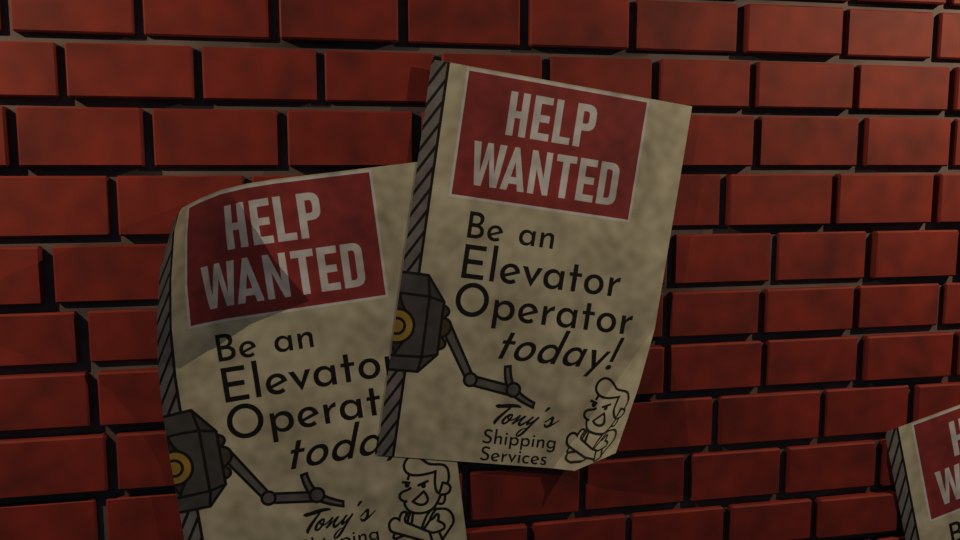 HELP
WANTED
Be an
Elevator
Operator
today!
Tony's
Shipping
Services
HELP
WANTED
Be an
Elevato
Operat
toda
Tony's